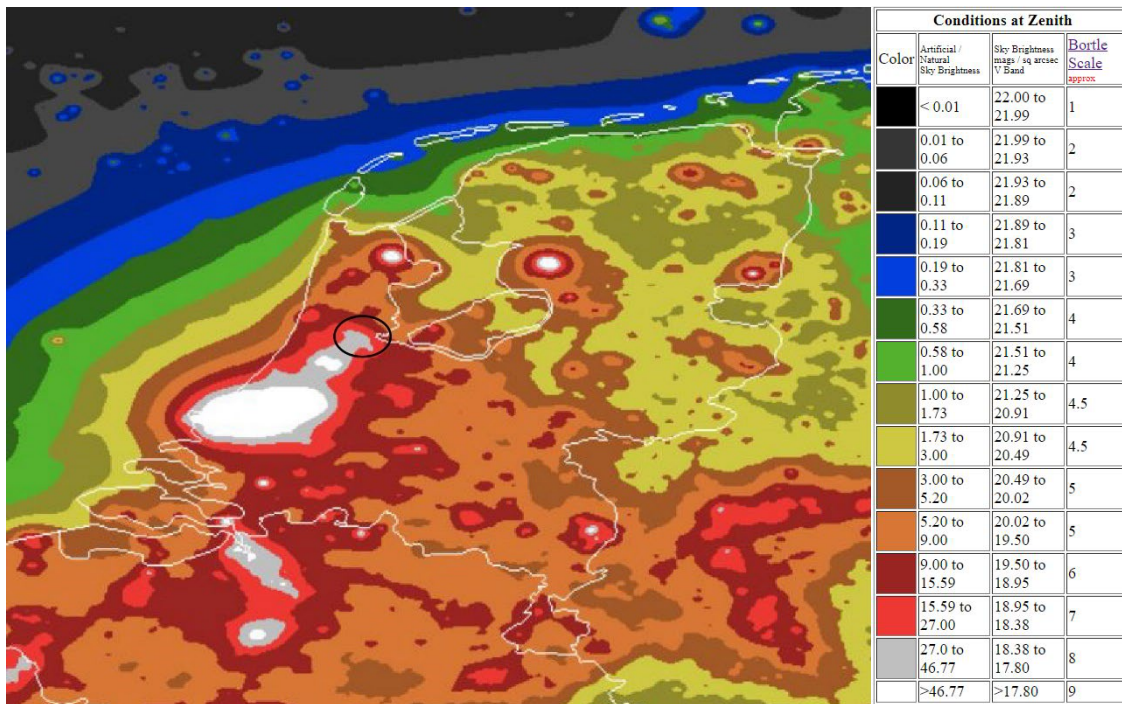 Conditions at Zenith
Color Artificial / Natural Sky Brightness Sky Brightness mags / sq arcsec V Band Bortle Scale approx
< 0.01 22.00 to 21.99 1
0.01 to 0.06 21.99 to 21.93 2
0.06 to 0.11 21.93 to 21.89 2
0.11 to 0.19 21.89 to 21.81 3
0.19 to 0.33 21.81 to 21.69 3
0.33 to 0.58 21.69 to 21.51 4
0.58 to 1.00 21.51 to 21.25 4
1.00 to 1.73 21.25 to 20.91 4.5
1.73 to 3.00 20.91 to 20.49 4.5
3.00 to 5.20 20.49 to 20.02 5
5.20 to 9.00 20.02 to 19.50 5
9.00 to 15.59 19.50 to 18.95 6
15.59 to 27.00 18.95 to 18.38 7
27.0 to 46.77 18.38 to 17.80 8
>46.77 >17.80 9